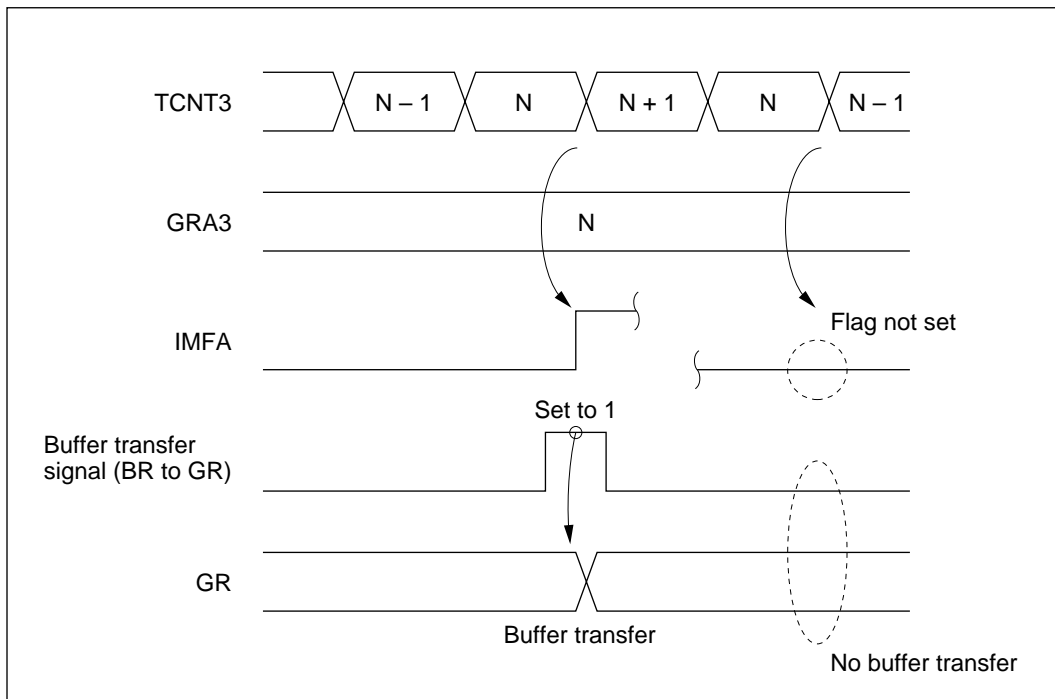 TCNT3
N – 1
N
N + 1
N
N – 1
GRA3
N
IMFA
Flag not set
Set to 1
Buffer transfer
signal (BR to GR)
GR
Buffer transfer
No buffer transfer